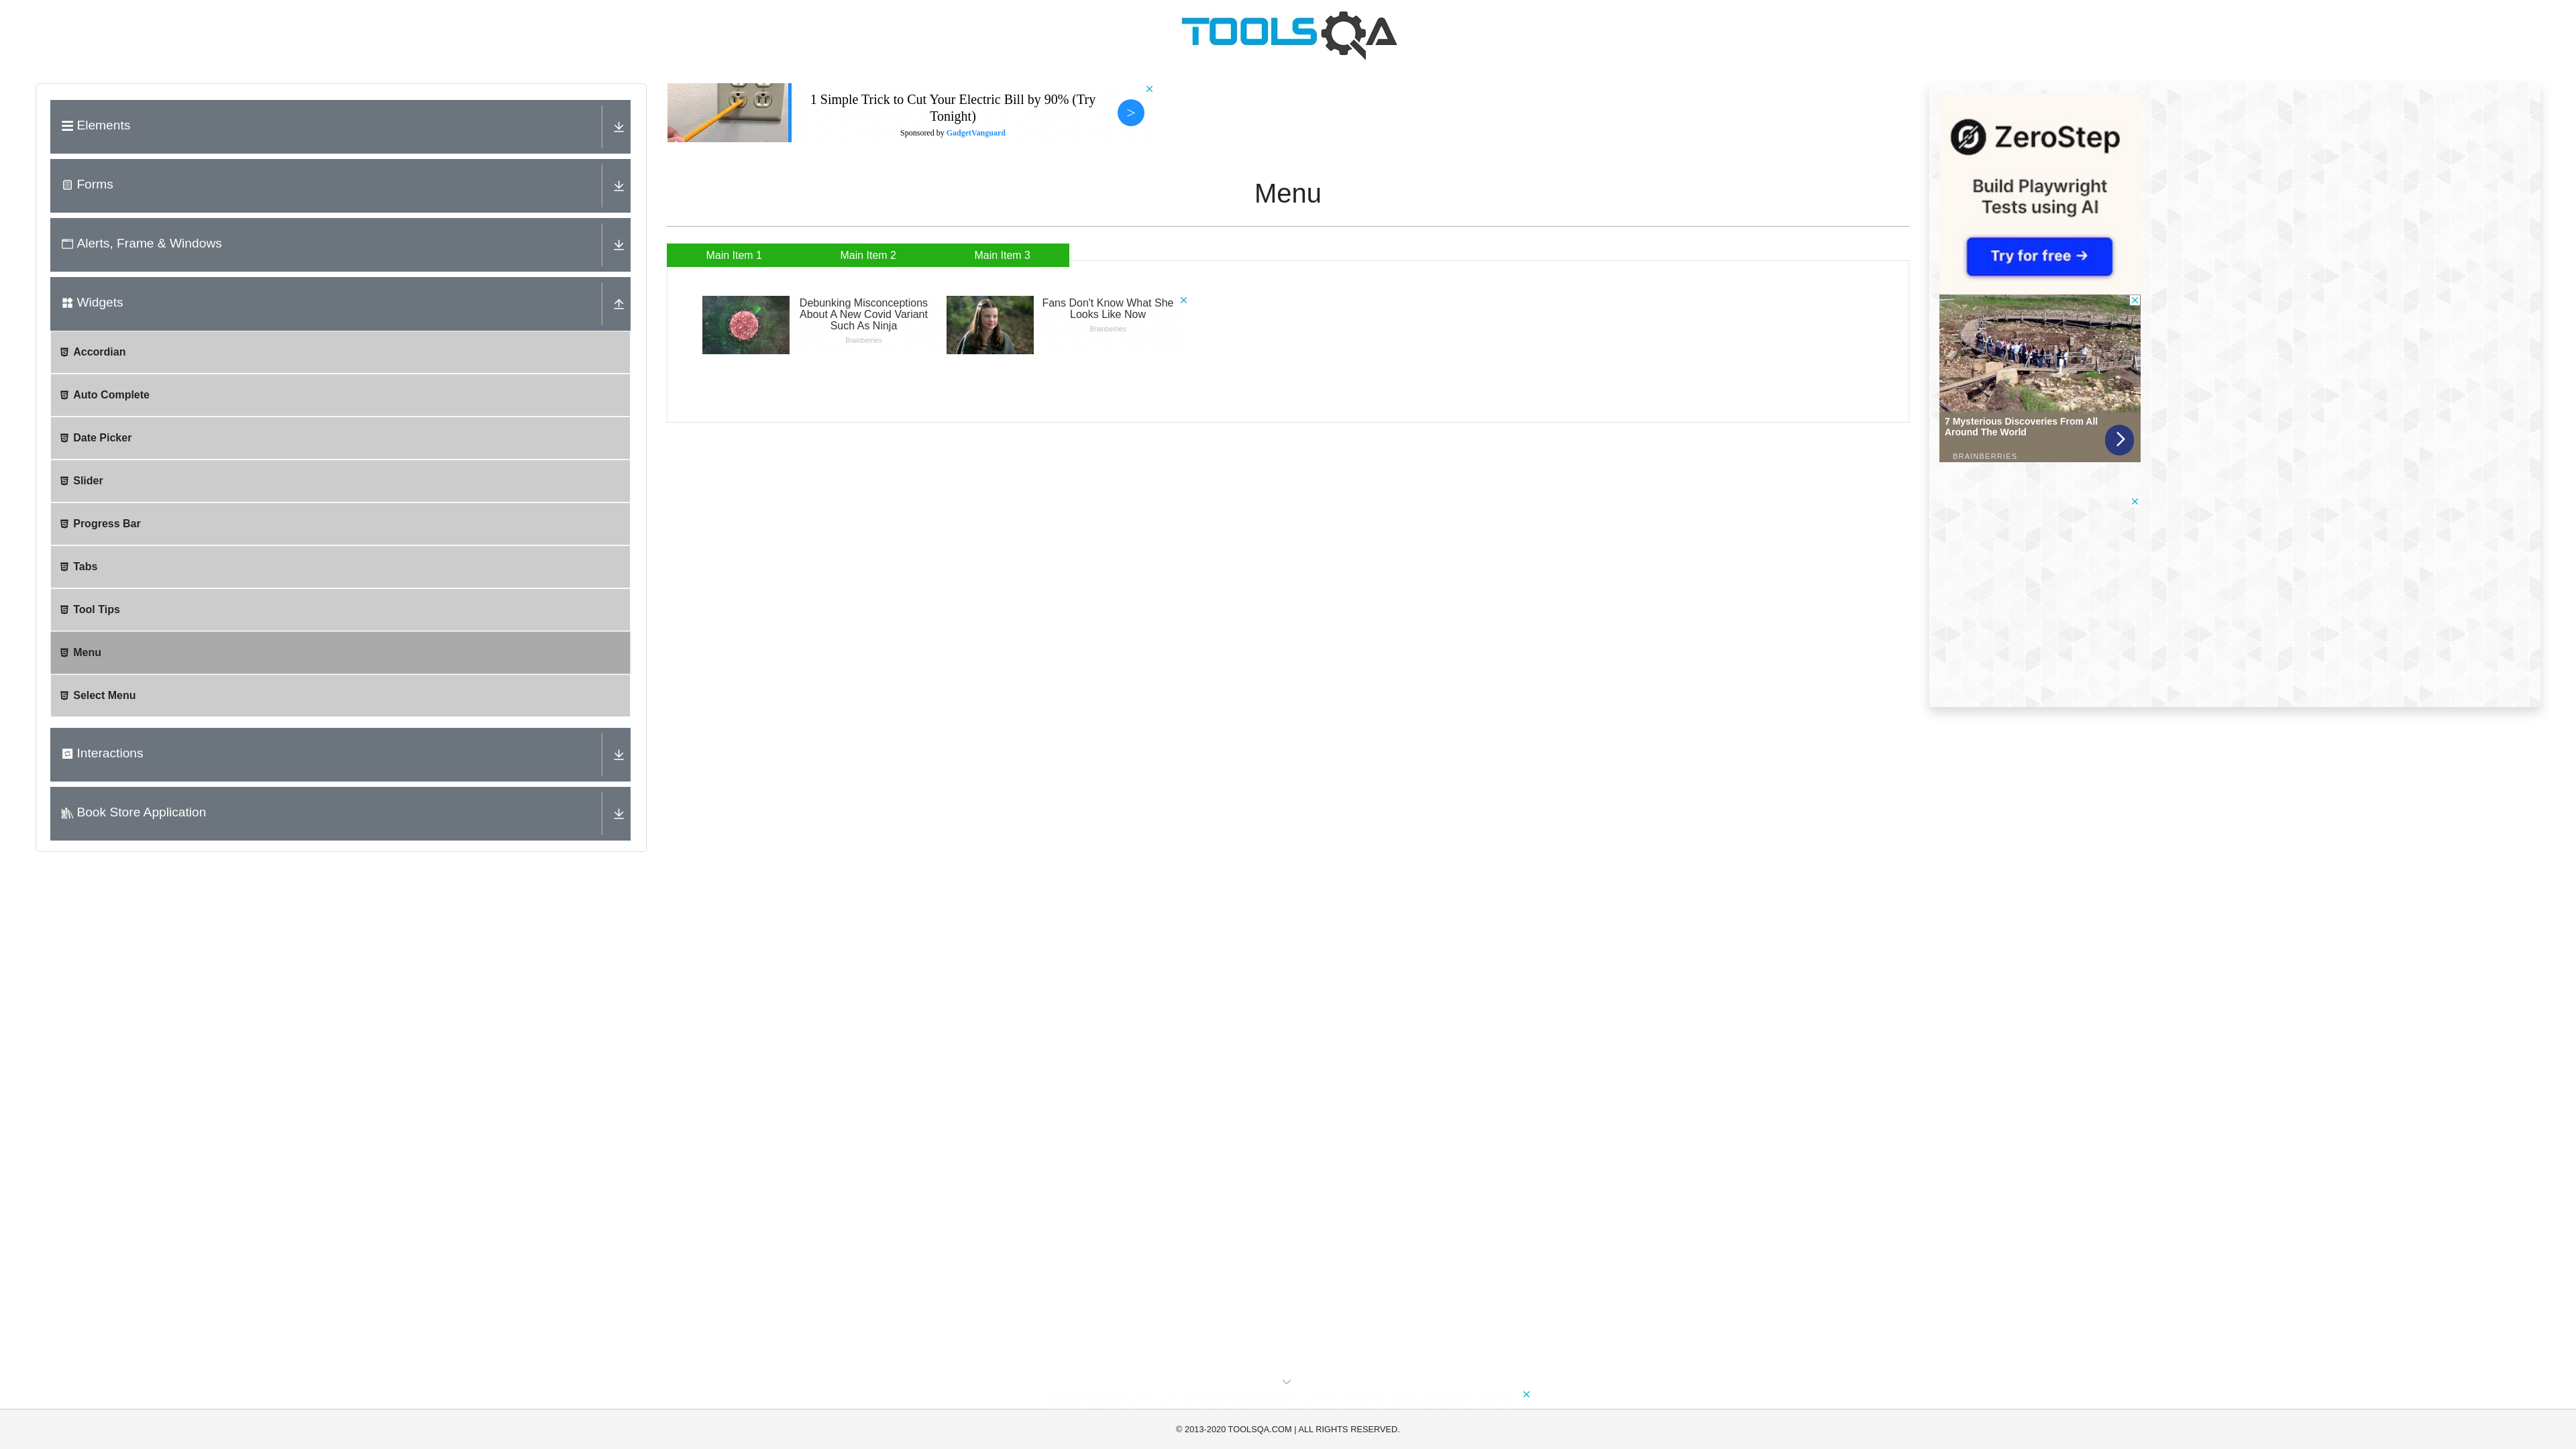 TOOLSQA
Elements
Forms
Alerts, Frame & Windows
Widgets
Accordian
Auto Complete
Date Picker
Slider
Progress Bar
Tabs
Tool Tips
Menu
Select Menu
Interactions
Book Store Application
1 Simple Trick to Cut Your Electric Bill by 90% (Try
Tonight)
Sponsored by GadgetVanguard
>
Menu
Main Item 1
Main Item 2
Main Item 3
Debunking Misconceptions
About A New Covid Variant
Such As Ninja
Brainberries
Fans Don't Know What She
Looks Like Now
Brainberries
ZeroStep
Build Playwright
Tests using AI
Try for free →
7 Mysterious Discoveries From All
Around The World
BRAINBERRIES
© 2013-2020 TOOLSQA.COM | ALL RIGHTS RESERVED.